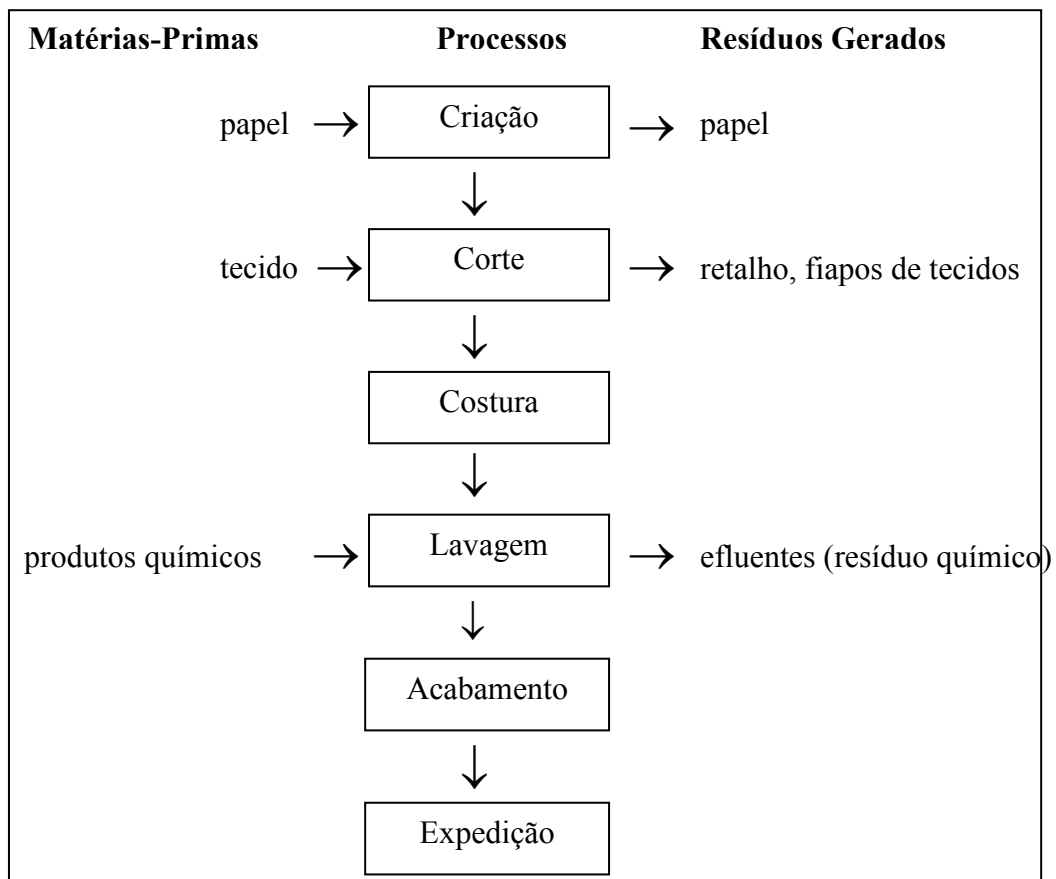 Matérias-Primas Processos Resíduos Gerados
papel → Criação → papel
↓
tecido → Corte → retalho, fiapos de tecidos
↓
Costura
↓
produtos químicos → Lavagem → efluentes (resíduo químico)
↓
Acabamento
↓
Expedição